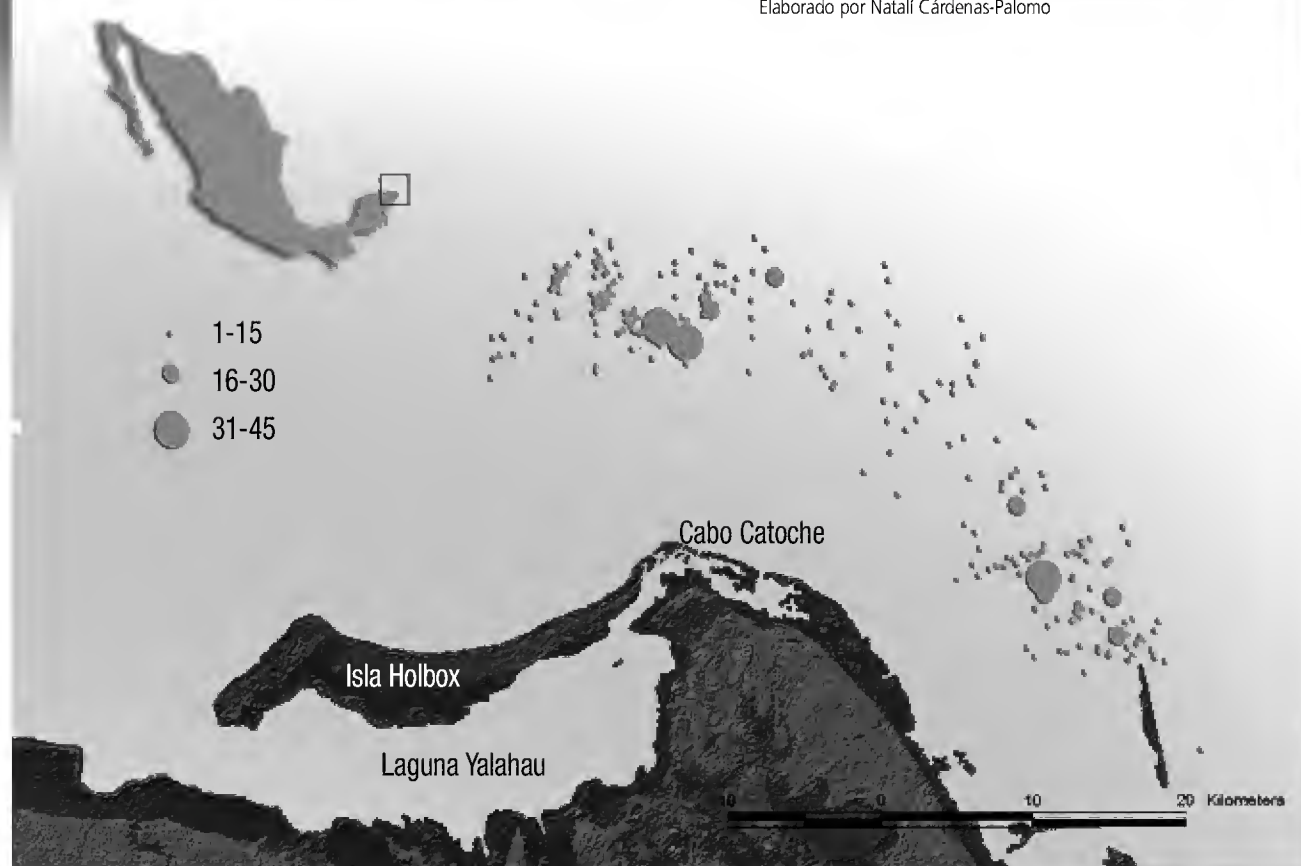 Elaborado por Natalí Cárdenas-Palomo
1-15
16-30
31-45
Cabo Catoche
Isla Holbox
Laguna Yalahau
10 0 10 20 Kilometers